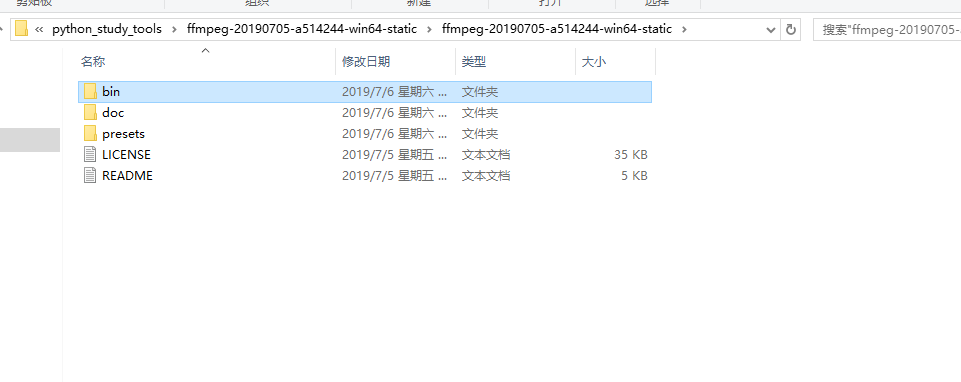 剪贴板 组织 新建 打开 选择
« python_study_tools > ffmpeg-20190705-a514244-win64-static > ffmpeg-20190705-a514244-win64-static > 搜索"ffmpeg-20190705-a
名称 修改日期 类型 大小
bin 2019/7/6 星期六 ... 文件夹
doc 2019/7/6 星期六 ... 文件夹
presets 2019/7/6 星期六 ... 文件夹
LICENSE 2019/7/5 星期五 ... 文本文档 35 KB
README 2019/7/5 星期五 ... 文本文档 5 KB